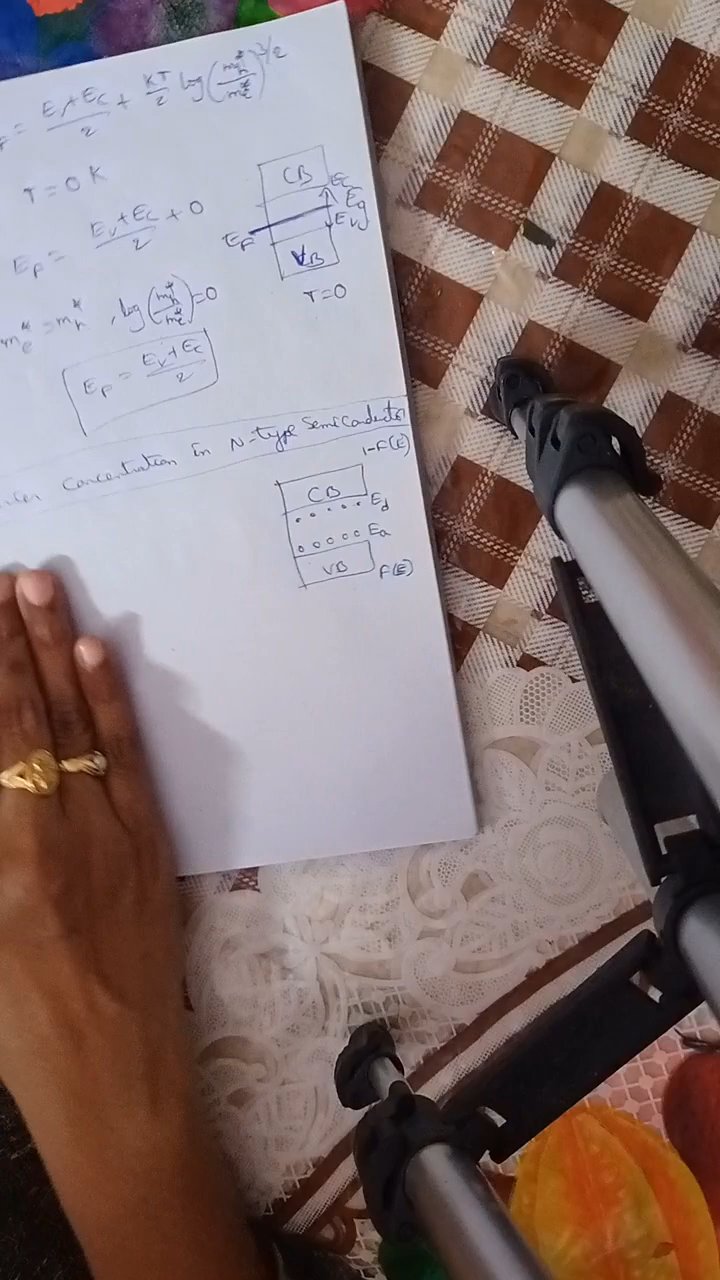 = Ev+Ec/2 + KT/2 log(mh*/me*)^3/2
T = 0 K
EF = Ev+Ec/2 + 0
CB
Ec
Eg
Ev
EF
VB
T=0
me* = mh* , log(mh*/me*)=0
EF = Ev+Ec/2
Concentration In N-type Semiconductor
1-F(E)
CB
Ed
Ea
VB
F(E)